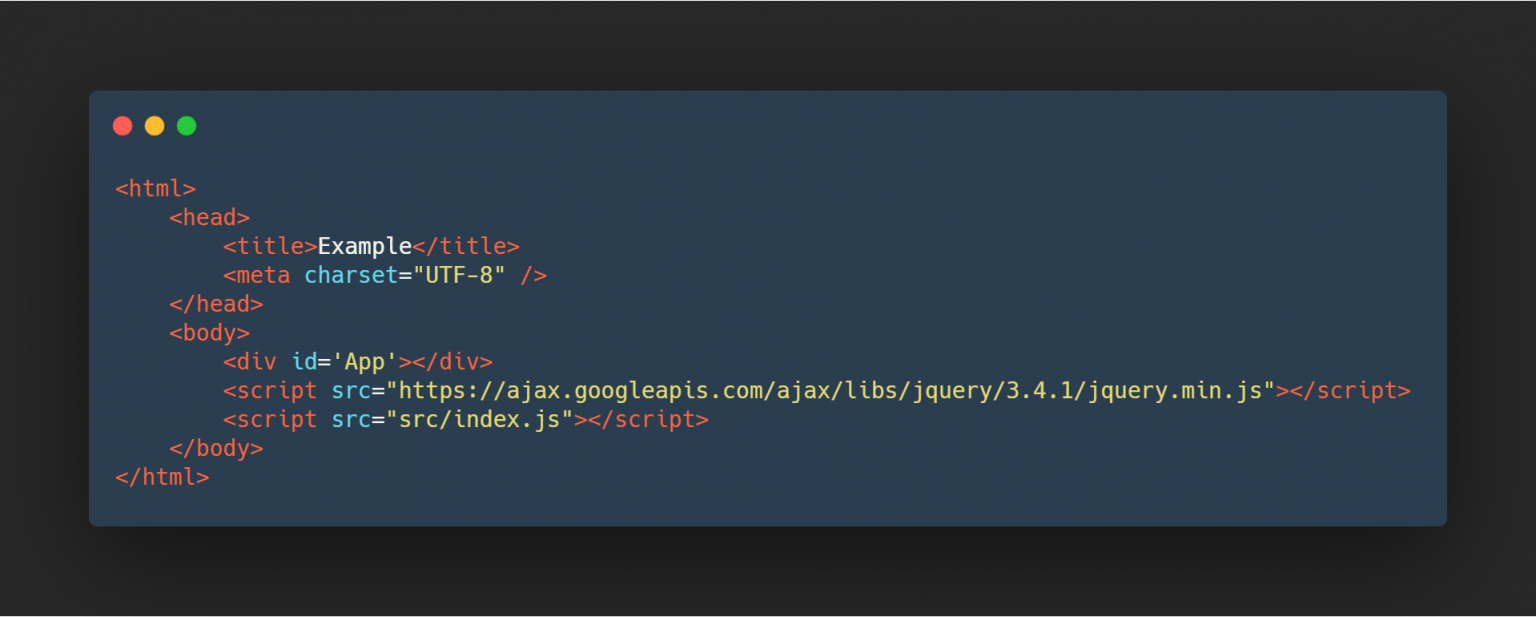 <html>
    <head>
        <title>Example</title>
        <meta charset="UTF-8" />
    </head>
    <body>
        <div id='App'></div>
        <script src="https://ajax.googleapis.com/ajax/libs/jquery/3.4.1/jquery.min.js"></script>
        <script src="src/index.js"></script>
    </body>
</html>